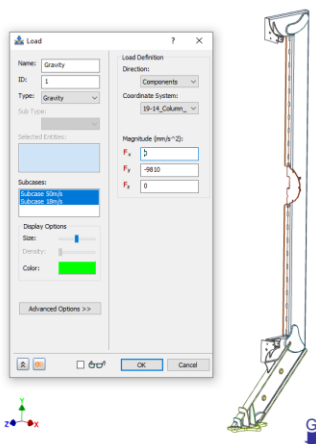 Load
? ×
Name: Gravity
ID: 1
Type: Gravity
Sub Type:
Selected Entities:
Subcases:
Subcase 50m/s
Subcase 18m/s
Display Options
Size:
Density:
Color:
Advanced Options >>
Load Definition
Direction:
Components
Coordinate System:
19-14_Column_
Magnitude (mm/s^2):
Fx
Fy -9810
Fz 0
OK Cancel
Y
Z X
G